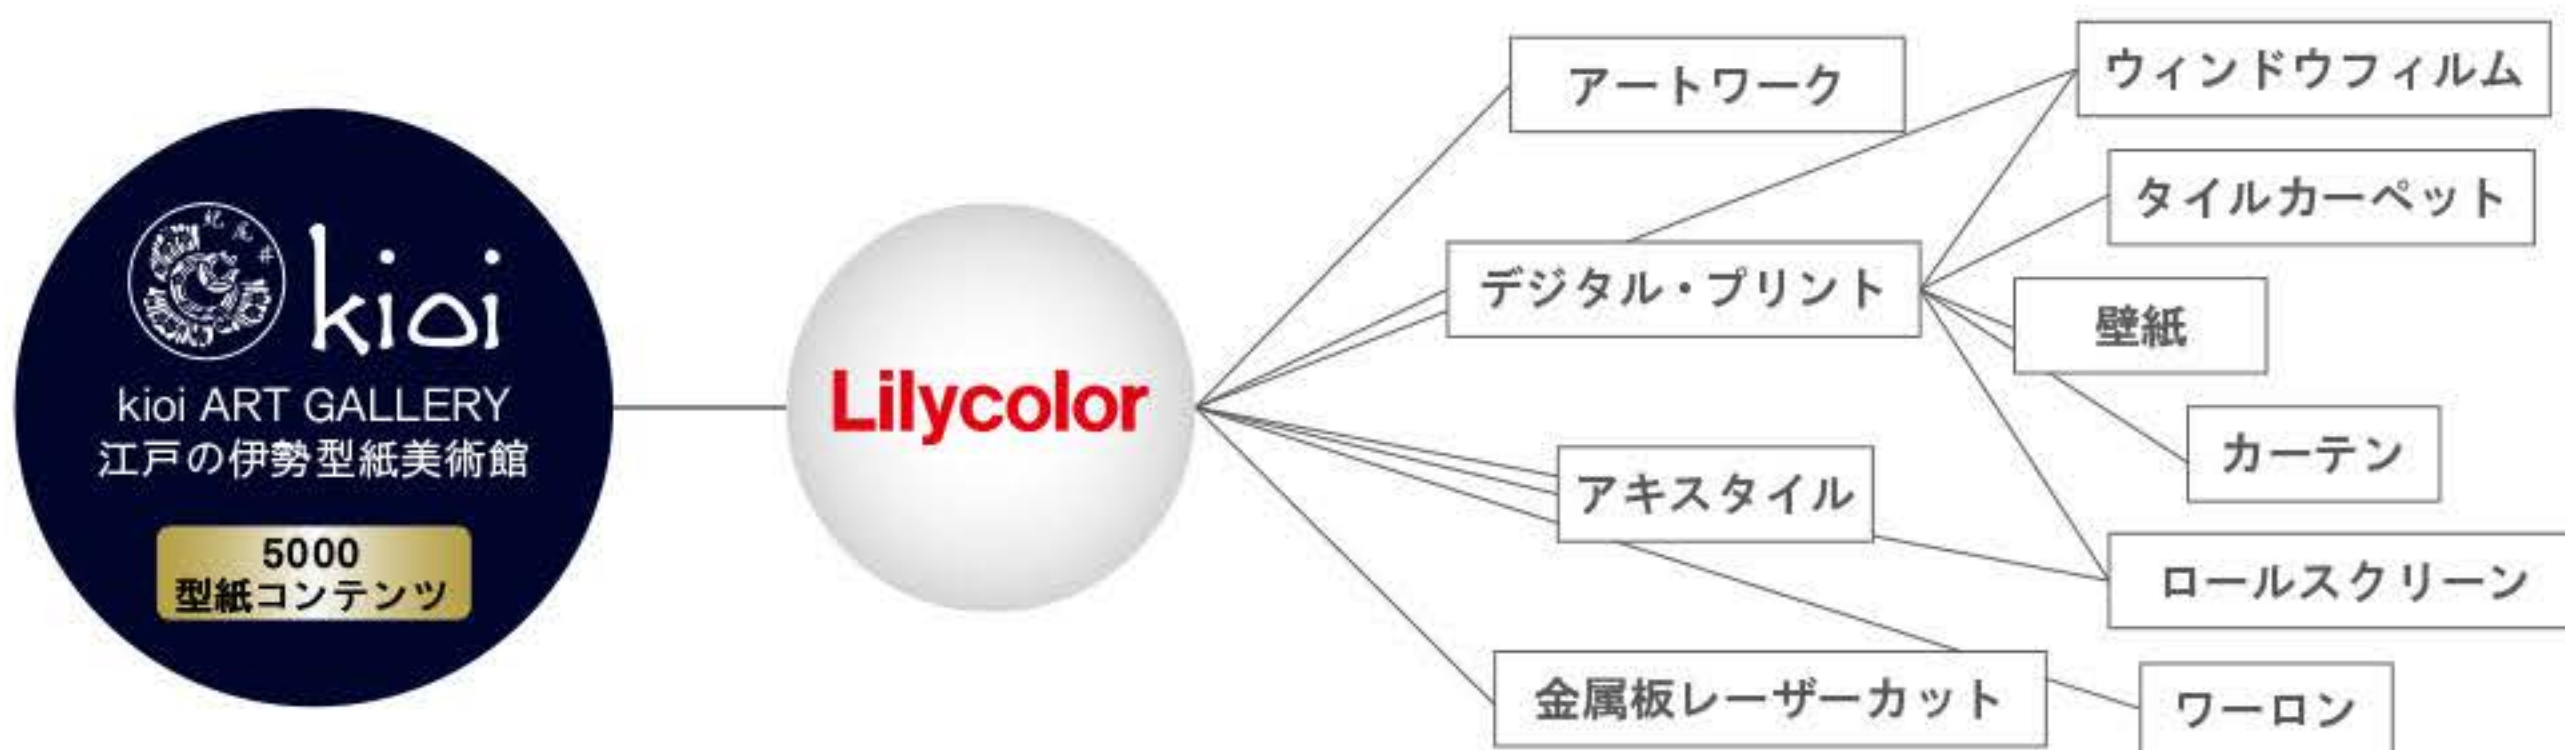 紀尾井
kioi
kioi ART GALLERY
江戸の伊勢型紙美術館
5000
型紙コンテンツ
Lilycolor
アートワーク
デジタル・プリント
アキスタイル
金属板レーザーカット
ウィンドウフィルム
タイルカーペット
壁紙
カーテン
ロールスクリーン
ワーロン